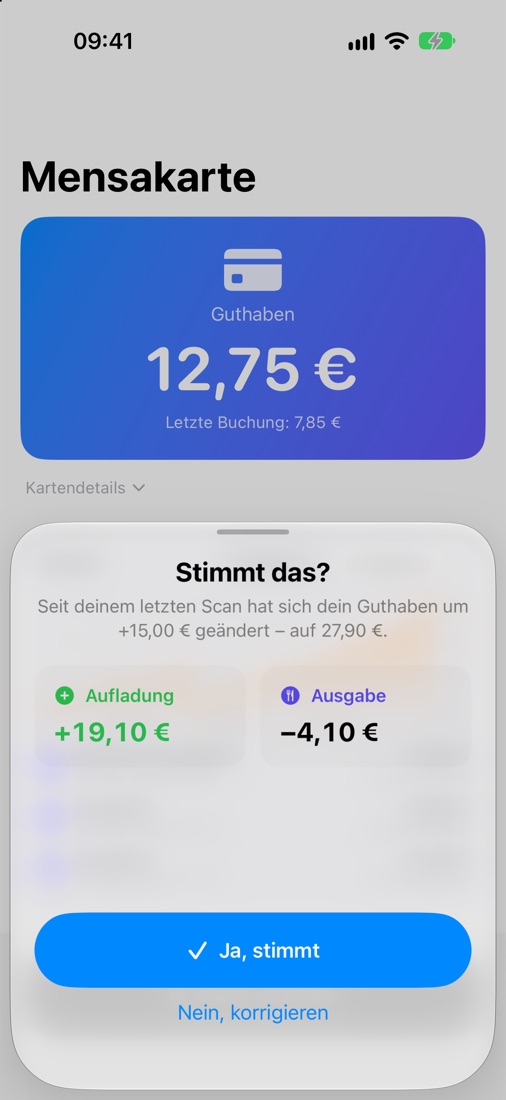 09:41
Mensakarte
Guthaben
12,75 €
Letzte Buchung: 7,85 €
Kartendetails
Stimmt das?
Seit deinem letzten Scan hat sich dein Guthaben um
+15,00 € geändert – auf 27,90 €.
Aufladung
+19,10 €
Ausgabe
−4,10 €
Ja, stimmt
Nein, korrigieren